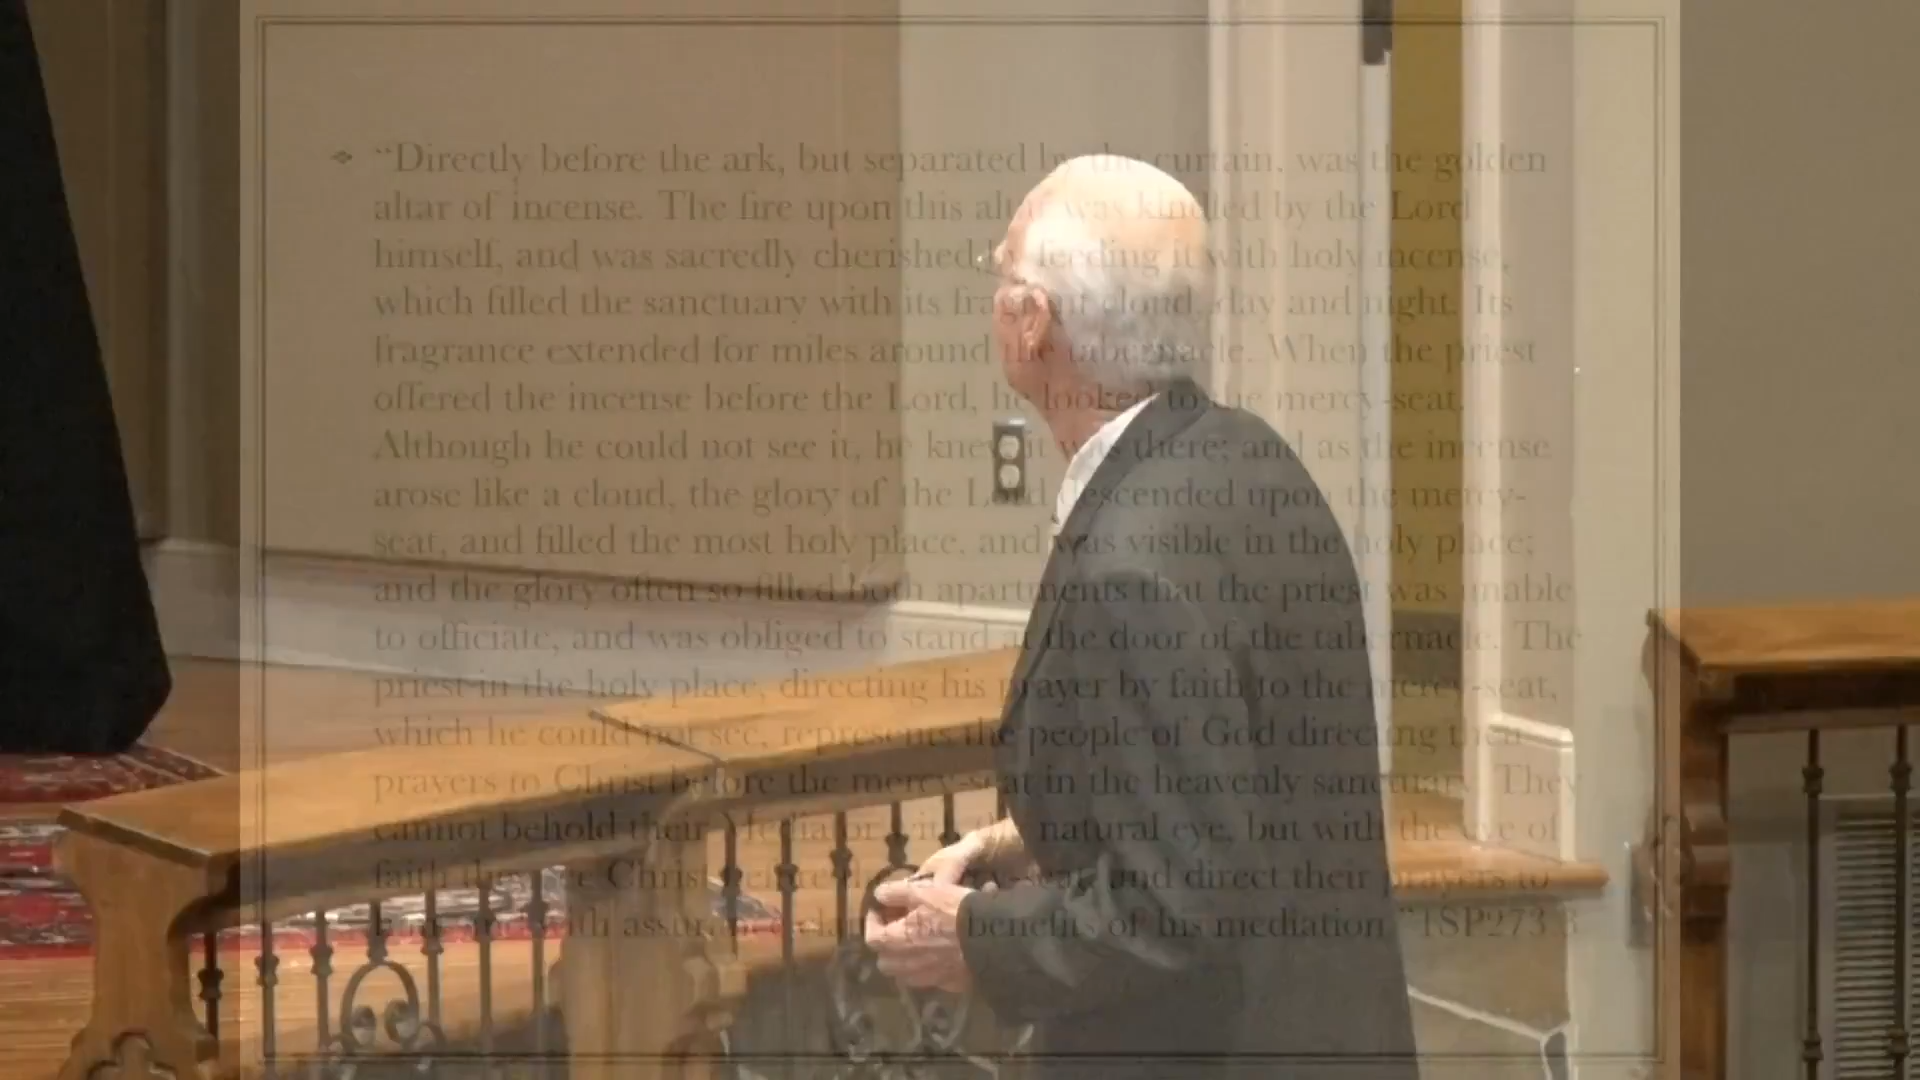 “Directly before the ark, but separated by the curtain, was the golden
altar of incense. The fire upon this altar was kindled by the Lord
himself, and was sacredly cherished by feeding it with holy incense,
which filled the sanctuary with its fragrant cloud, day and night. Its
fragrance extended for miles around the tabernacle. When the priest
offered the incense before the Lord, he looked to the mercy-seat.
Although he could not see it, he knew it was there; and as the incense
arose like a cloud, the glory of the Lord descended upon the mercy-
seat, and filled the most holy place, and was visible in the holy place;
and the glory often so filled both apartments that the priest was unable
to officiate, and was obliged to stand at the door of the tabernacle. The
priest in the holy place, directing his prayer by faith to the mercy-seat,
which he could not see, represents the people of God directing their
prayers to Christ before the mercy-seat in the heavenly sanctuary. They
cannot behold their Mediator with the natural eye, but with the eye of
faith they see Christ before the mercy-seat, and direct their prayers to
him, and with assurance claim the benefits of his mediation.”1SP273.3